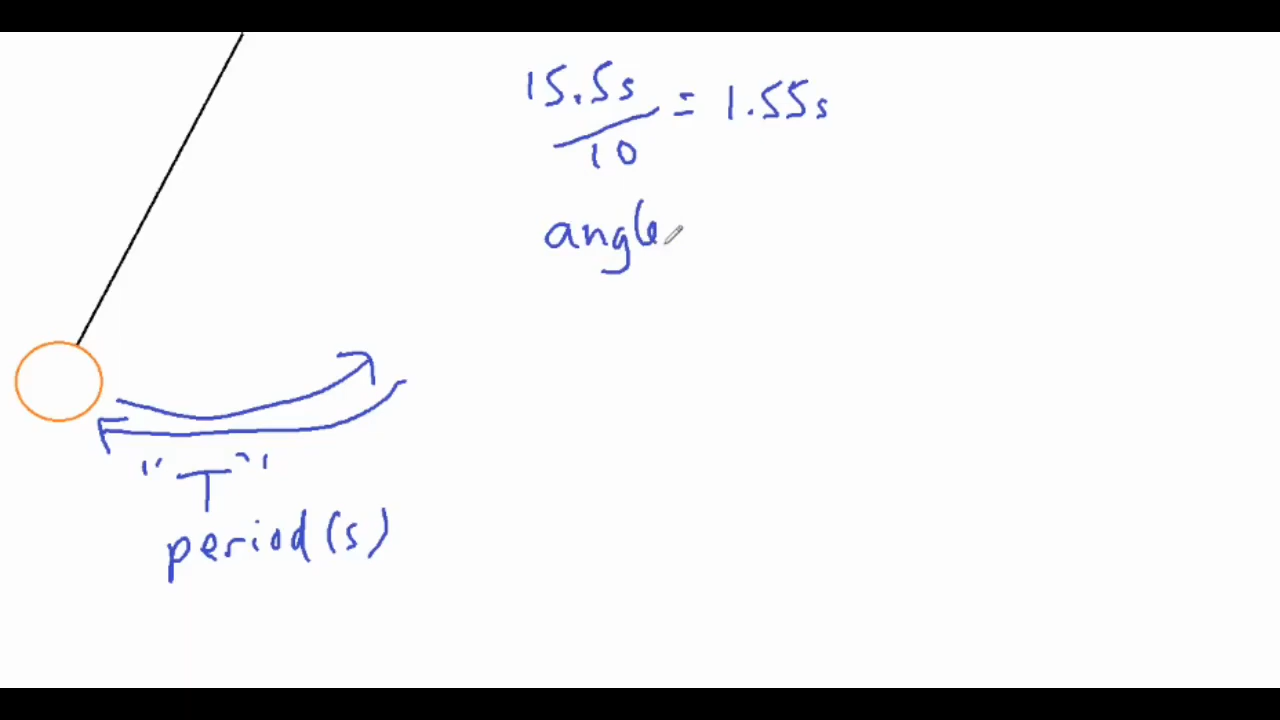 15.5s
/10 = 1.55s
angle
"T"
period(s)